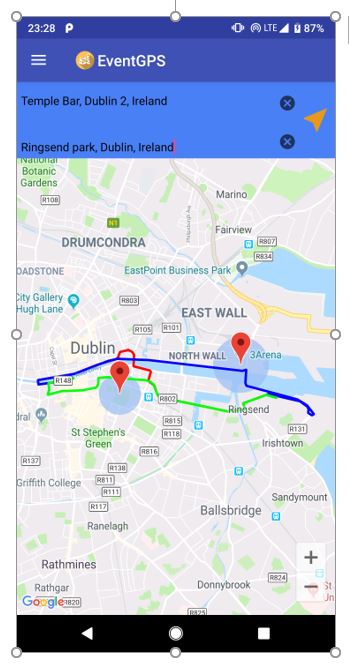 23:28 P LTE 87%
EventGPS
Temple Bar, Dublin 2, Ireland
Ringsend park, Dublin, Ireland
National
Botanic
Gardens
R108
Marino
N1
Fairview
R807
R834
DRUMCONDRA
EastPoint Business Park
OADSTONE
City Gallery
Hugh Lane
R803
EAST WALL
R105
R101
Dublin
NORTH WALL
3Arena
R148
R802
Ringsend
dral
St Stephen's
Green
R815
R118
R131
Irishtown
R816
R137
R138
Griffith College
R811
R117
R111
Sandymount
Ranelagh
Ballsbridge
Rathmines
+
Donnybrook
R824
−
Rathgar
Google
R820
R825